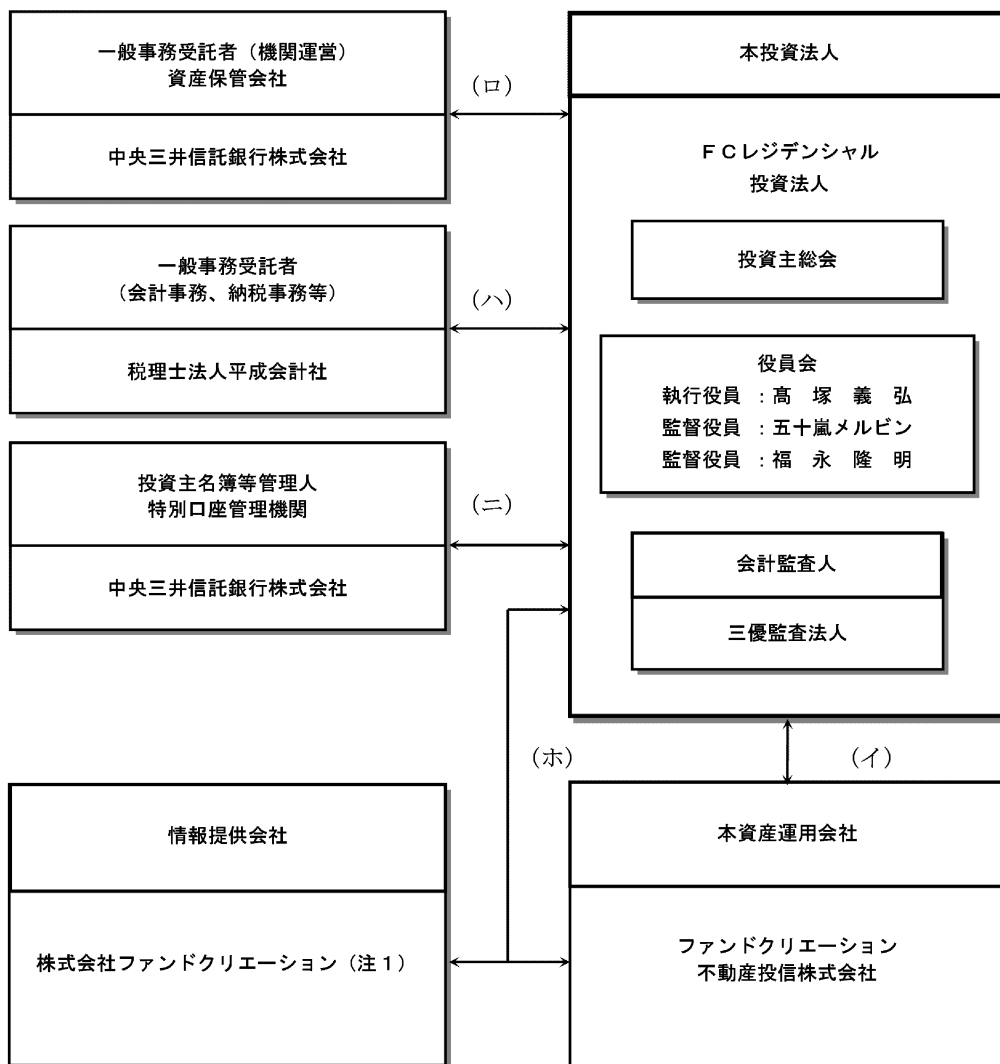 一般事務受託者（機関運営）
資産保管会社
中央三井信託銀行株式会社
（ロ）
一般事務受託者
（会計事務、納税事務等）
税理士法人平成会計社
（ハ）
投資主名簿等管理人
特別口座管理機関
中央三井信託銀行株式会社
（ニ）
本投資法人
ＦＣレジデンシャル
投資法人
投資主総会
役員会
執行役員　：髙　塚　義　弘
監督役員　：五十嵐メルビン
監督役員　：福　永　隆　明
会計監査人
三優監査法人
（ホ）
（イ）
情報提供会社
株式会社ファンドクリエーション（注１）
本資産運用会社
ファンドクリエーション
不動産投信株式会社